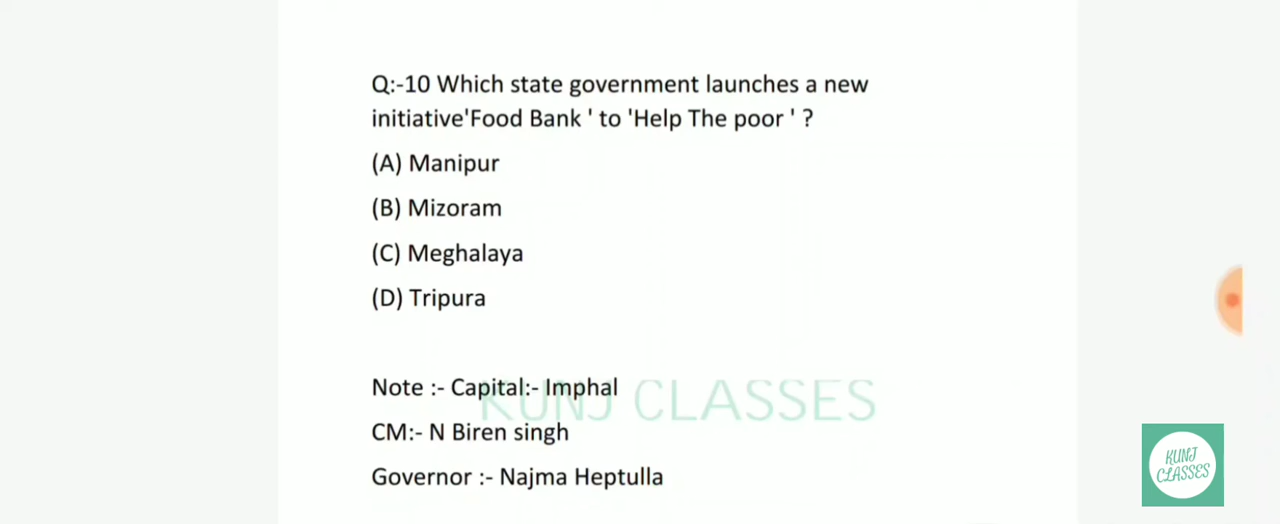 Q:-10 Which state government launches a new
initiative'Food Bank ' to 'Help The poor ' ?
(A) Manipur
(B) Mizoram
(C) Meghalaya
(D) Tripura
Note :- Capital:- Imphal
KUNJ CLASSES
CM:- N Biren singh
Governor :- Najma Heptulla
KUNJ
CLASSES